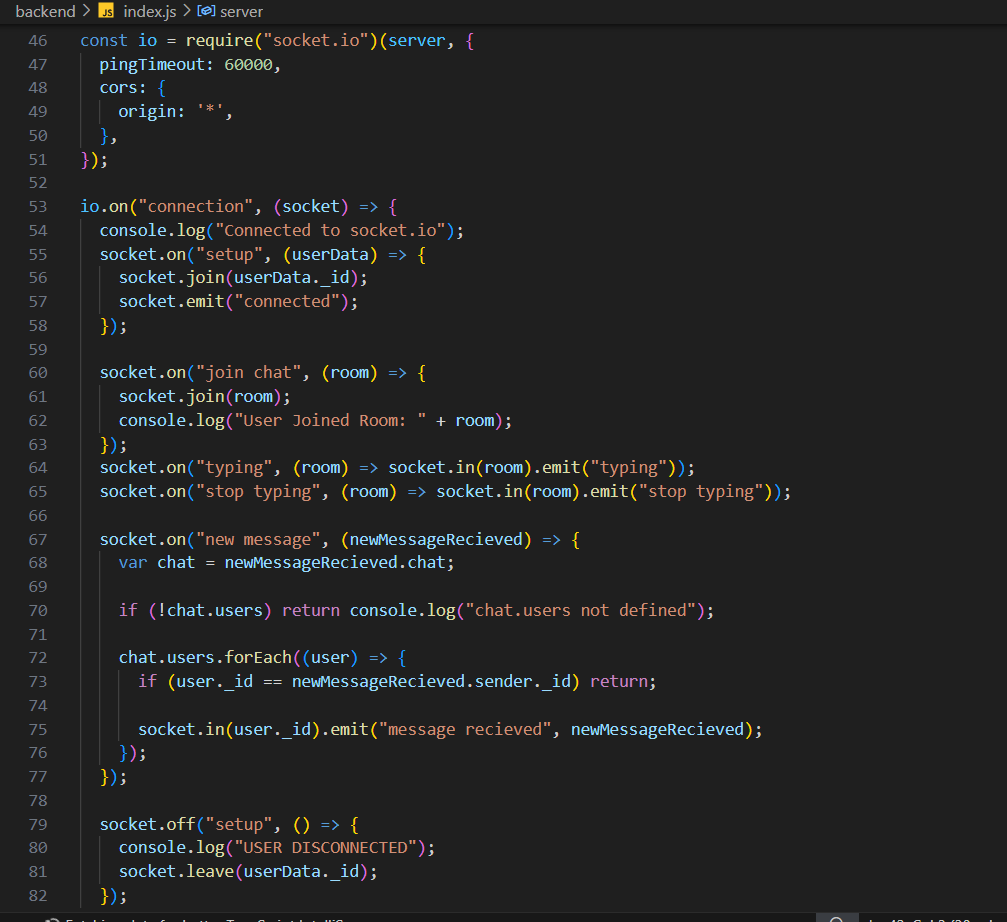 backend > JS index.js > server
46 const io = require("socket.io")(server, {
47   pingTimeout: 60000,
48   cors: {
49     origin: '*',
50   },
51 });
52
53 io.on("connection", (socket) => {
54   console.log("Connected to socket.io");
55   socket.on("setup", (userData) => {
56     socket.join(userData._id);
57     socket.emit("connected");
58   });
59
60   socket.on("join chat", (room) => {
61     socket.join(room);
62     console.log("User Joined Room: " + room);
63   });
64   socket.on("typing", (room) => socket.in(room).emit("typing"));
65   socket.on("stop typing", (room) => socket.in(room).emit("stop typing"));
66
67   socket.on("new message", (newMessageRecieved) => {
68     var chat = newMessageRecieved.chat;
69
70     if (!chat.users) return console.log("chat.users not defined");
71
72     chat.users.forEach((user) => {
73       if (user._id == newMessageRecieved.sender._id) return;
74
75       socket.in(user._id).emit("message recieved", newMessageRecieved);
76     });
77   });
78
79   socket.off("setup", () => {
80     console.log("USER DISCONNECTED");
81     socket.leave(userData._id);
82   });